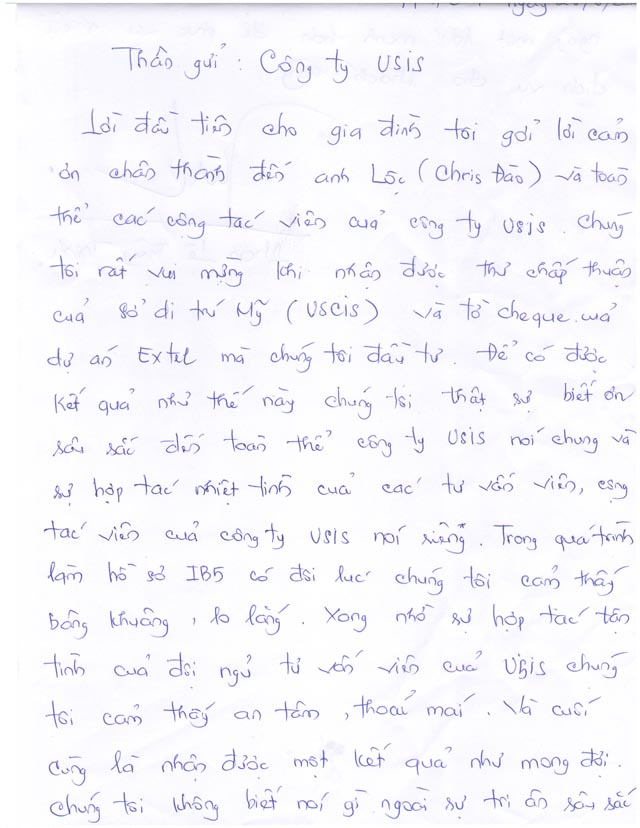 ngày
Thân gửi : Công ty USIS
Lời đầu tiên cho gia đình tôi gởi lời cảm
ơn chân thành đến anh Lộc (Chris Đào) và toàn
thể các cộng tác viên của công ty USIS. Chúng
tôi rất vui mừng khi nhận được thư chấp thuận
của sở di trú Mỹ (USCIS) và tờ cheque của
dự án Extel mà chúng tôi đầu tư. Để có được
kết quả như thế này chúng tôi thật sự biết ơn
sâu sắc đến toàn thể công ty USIS nói chung và
sự hợp tác nhiệt tình của các tư vấn viên, cộng
tác viên của công ty USIS nói riêng. Trong quá trình
làm hồ sơ IB5 có đôi lúc chúng tôi cảm thấy
bâng khuâng, lo lắng. Xong nhờ sự hợp tác tận
tình của đội ngủ tư vấn viên của USIS chúng
tôi cảm thấy an tâm, thoải mái. Và cuối
cùng là nhận được một kết quả như mong đợi.
Chúng tôi không biết nói gì ngoài sự tri ân sâu sắc